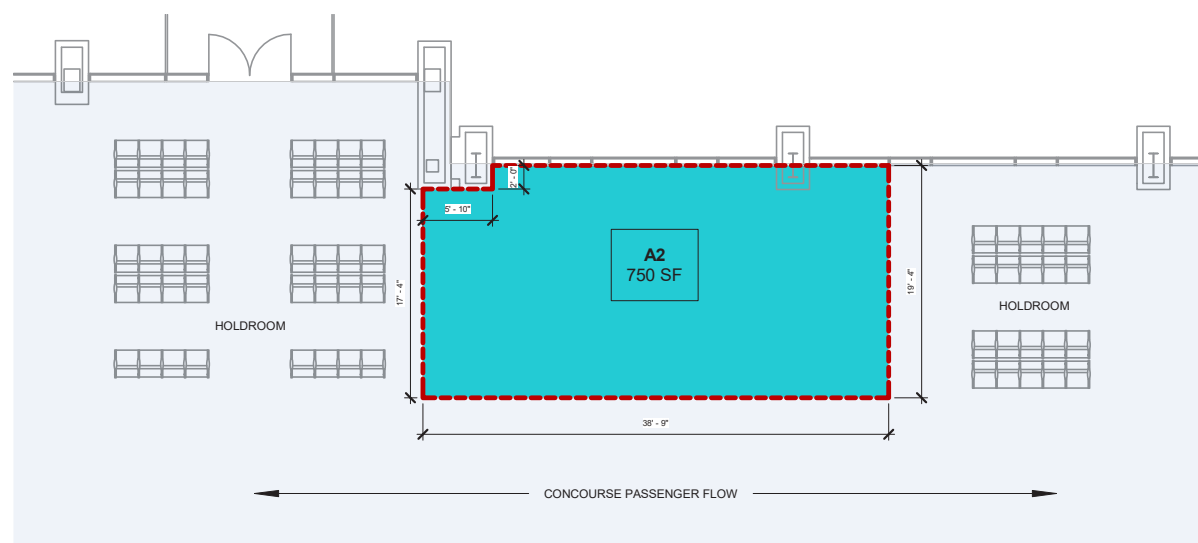 2' - 0"
5' - 10"
A2
750 SF
17' - 4"
19' - 4"
HOLDROOM
HOLDROOM
38' - 9"
CONCOURSE PASSENGER FLOW